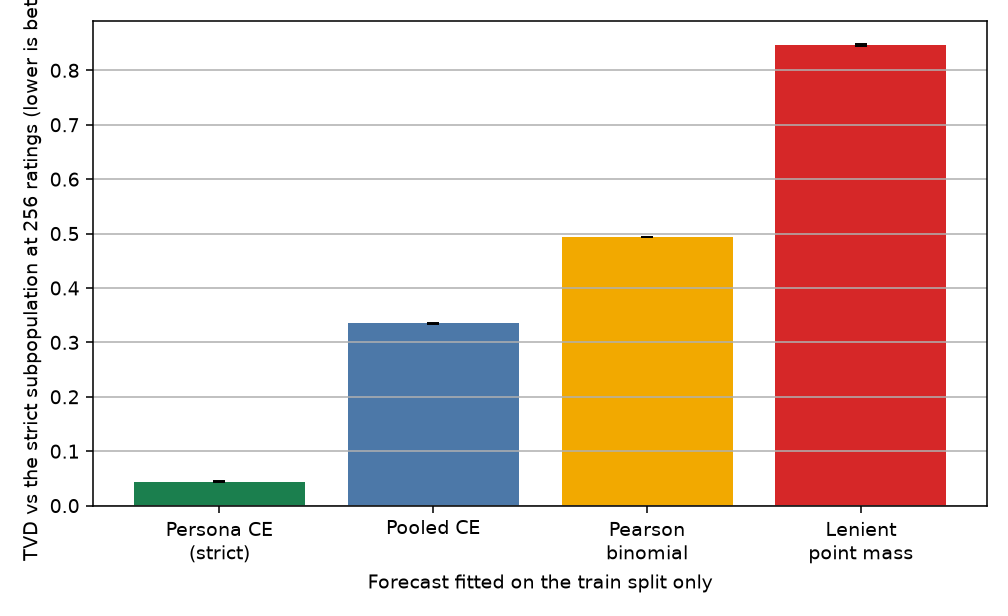 TVD vs the strict subpopulation at 256 ratings (lower is bet
0.8
0.7
0.6
0.5
0.4
0.3
0.2
0.1
0.0
Persona CE
(strict)
Pooled CE
Pearson
binomial
Lenient
point mass
Forecast fitted on the train split only